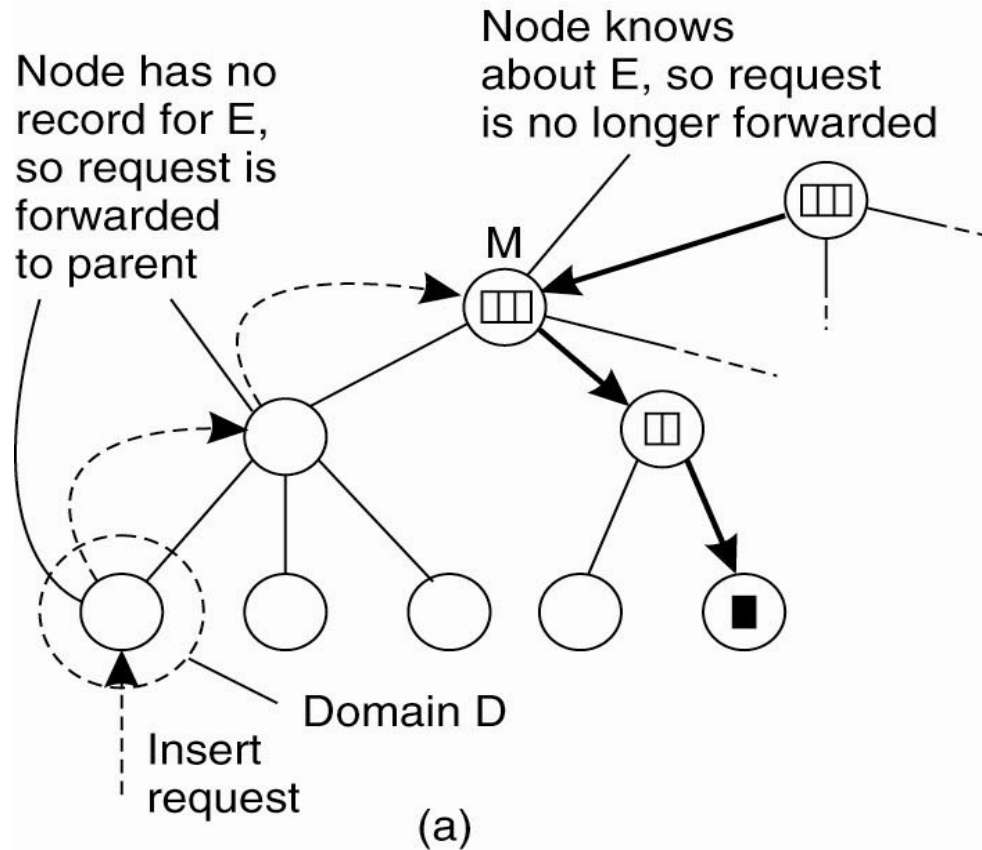 Node has no
record for E,
so request is
forwarded
to parent
Node knows
about E, so request
is no longer forwarded
M
Domain D
Insert
request
(a)